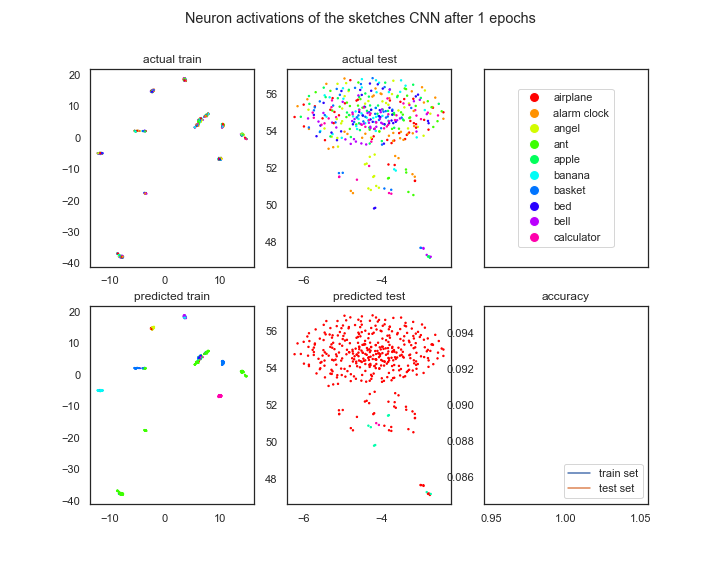 Neuron activations of the sketches CNN after 1 epochs
actual train
20
10
0
−10
−20
−30
−40
−10
0
10
actual test
56
54
52
50
48
−6
−4
airplane
alarm clock
angel
ant
apple
banana
basket
bed
bell
calculator
predicted train
20
10
0
−10
−20
−30
−40
−10
0
10
predicted test
56
54
52
50
48
−6
−4
accuracy
0.094
0.092
0.090
0.088
0.086
train set
test set
0.95
1.00
1.05